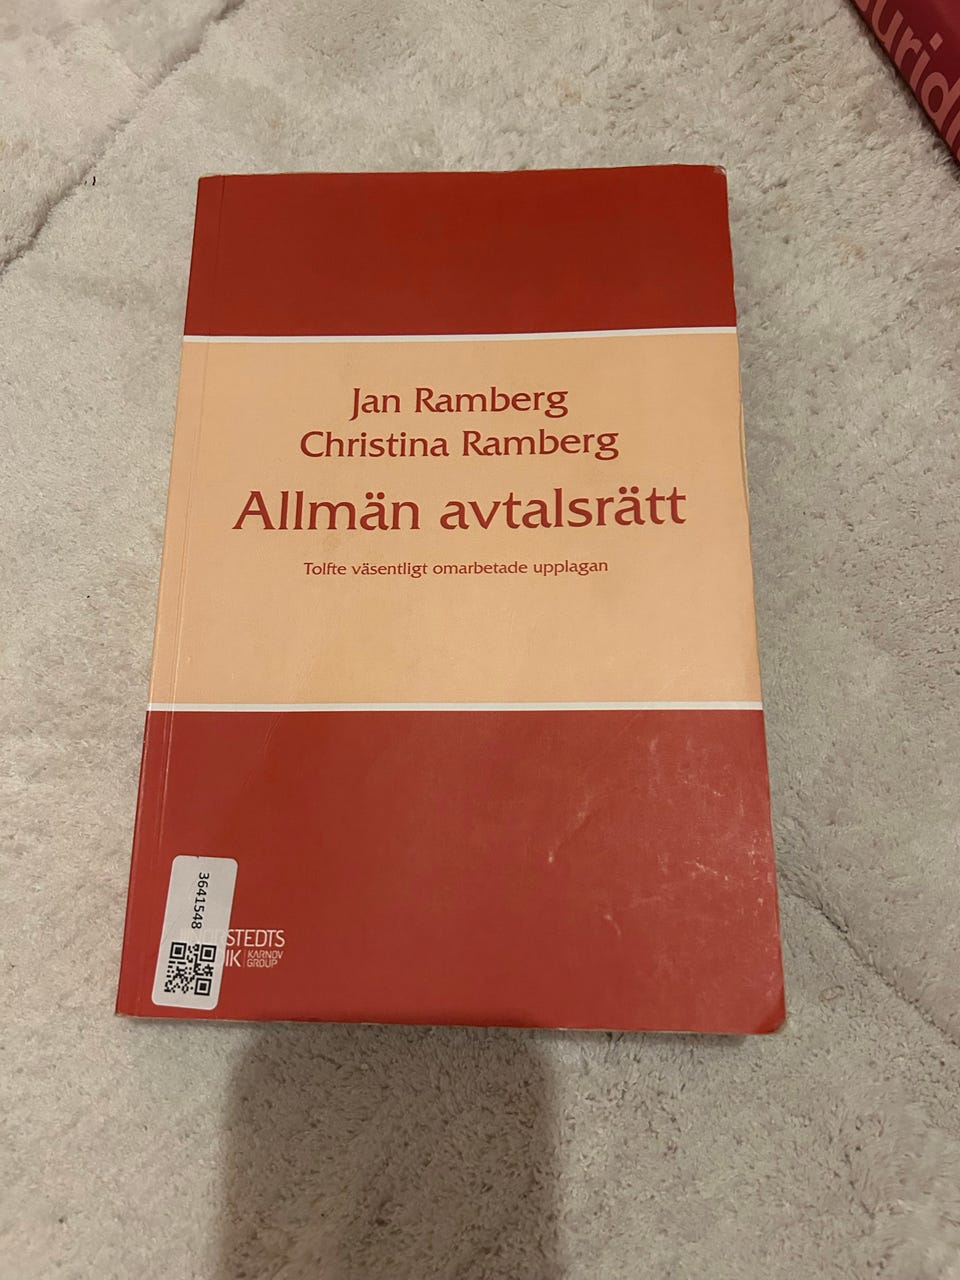 Jan Ramberg
Christina Ramberg
Allmän avtalsrätt
Tolfte väsentligt omarbetade upplagan
3641548
KARNOV
GROUP